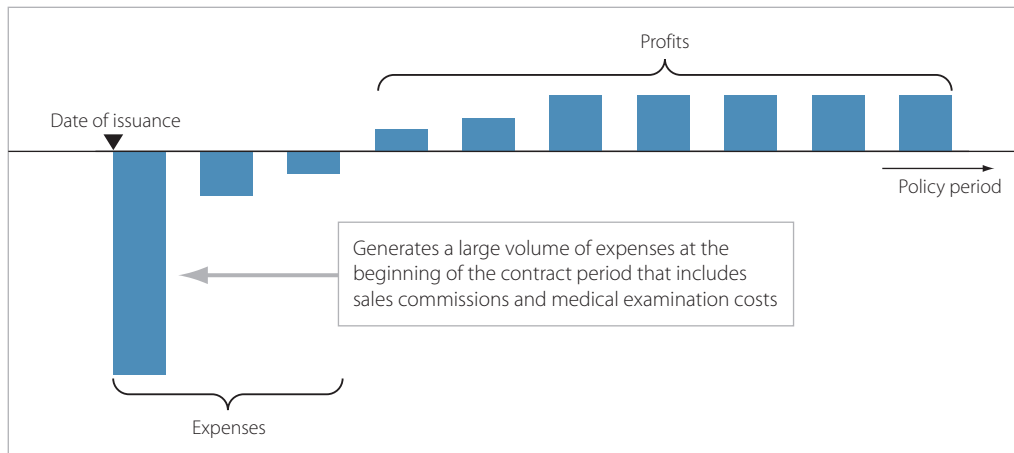 Profits
Date of issuance
Policy period
Generates a large volume of expenses at the
beginning of the contract period that includes
sales commissions and medical examination costs
Expenses